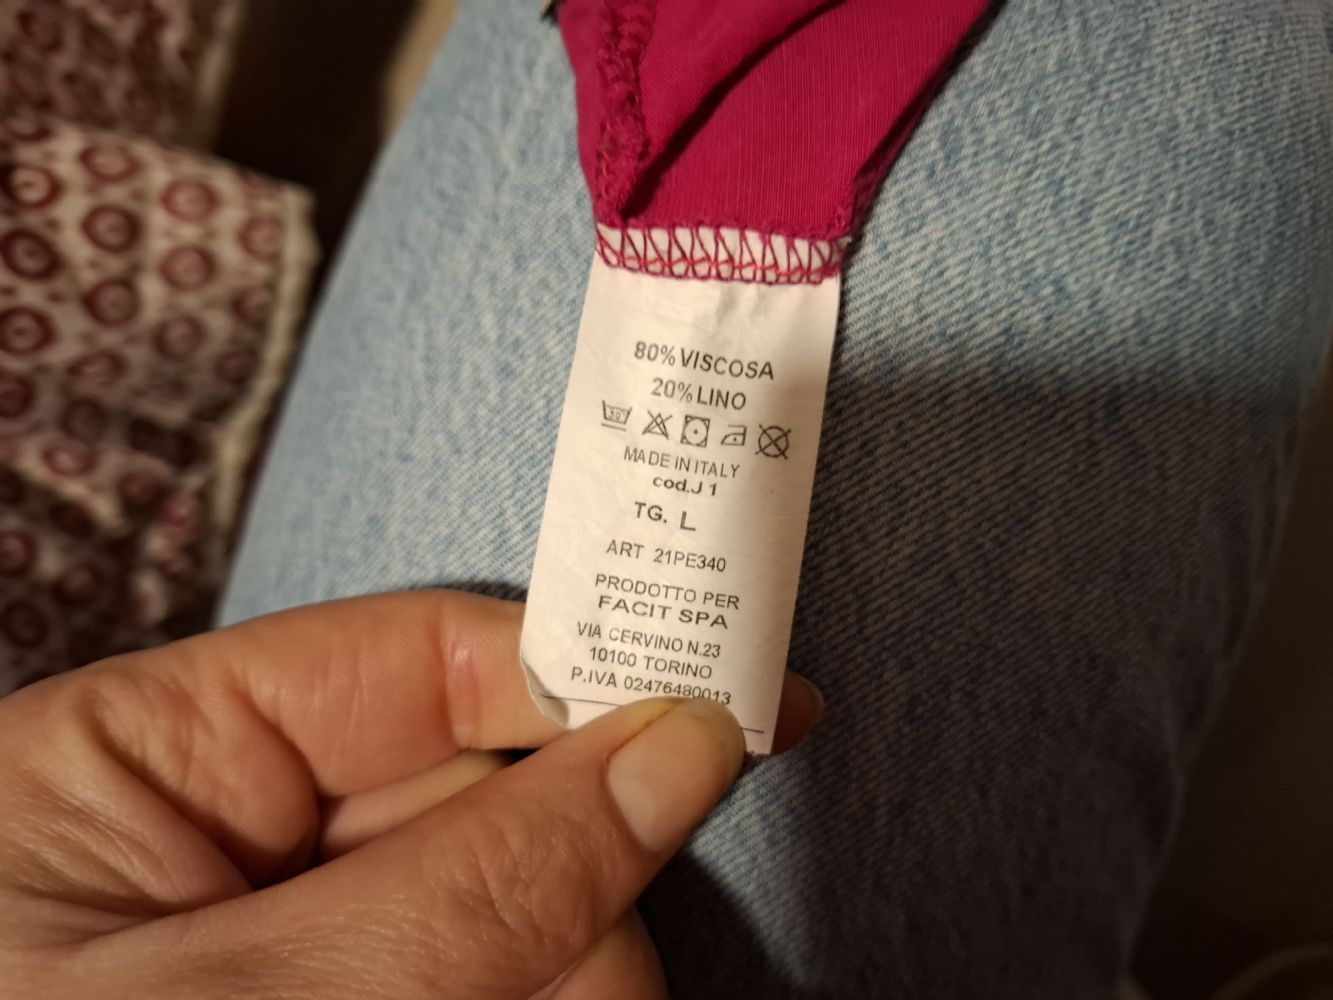 80% VISCOSA
20% LINO
30
MADE IN ITALY
cod.J 1
TG. L
ART 21PE340
PRODOTTO PER
FACIT SPA
VIA CERVINO N.23
10100 TORINO
P.IVA 02476480013